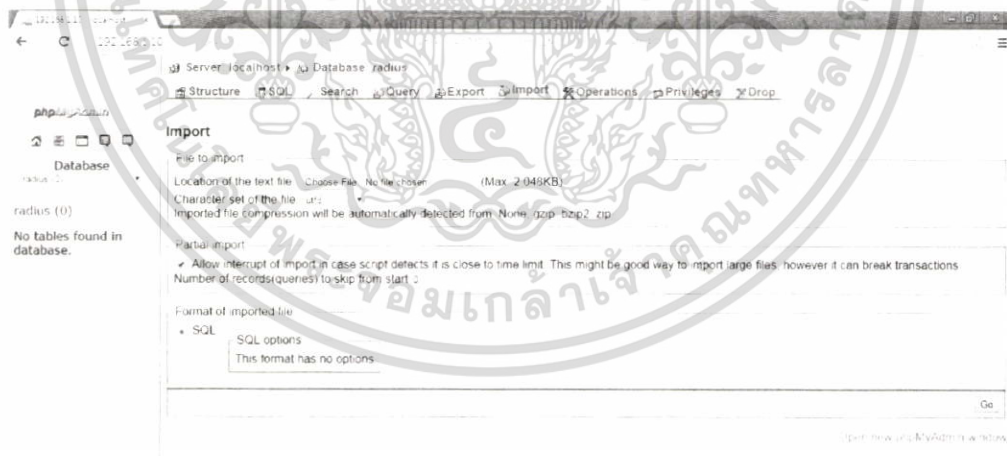 Server localhost ▸ Database radius
Structure SQL Search Query Export Import Operations Privileges Drop
phpMyAdmin
Database
radius (0)
No tables found in
database.
Import
File to import
Location of the text file Choose File No file chosen (Max 2,048KB)
Character set of the file
Imported file compression will be automatically detected from None, gzip, bzip2, zip
Partial import
Allow interrupt of import in case script detects it is close to time limit. This might be good way to import large files, however it can break transactions.
Number of records(queries) to skip from start
Format of imported file
SQL
SQL options
This format has no options
Go
Open new phpMyAdmin window